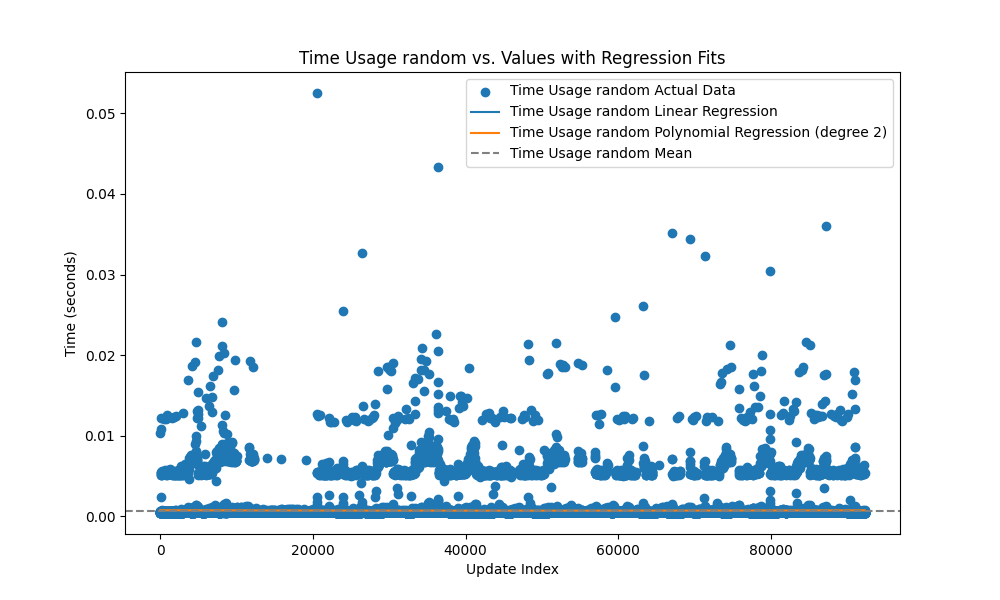 Time Usage random vs. Values with Regression Fits
Time Usage random Actual Data
Time Usage random Linear Regression
Time Usage random Polynomial Regression (degree 2)
Time Usage random Mean
Time (seconds)
0.05
0.04
0.03
0.02
0.01
0.00
0
20000
40000
60000
80000
Update Index